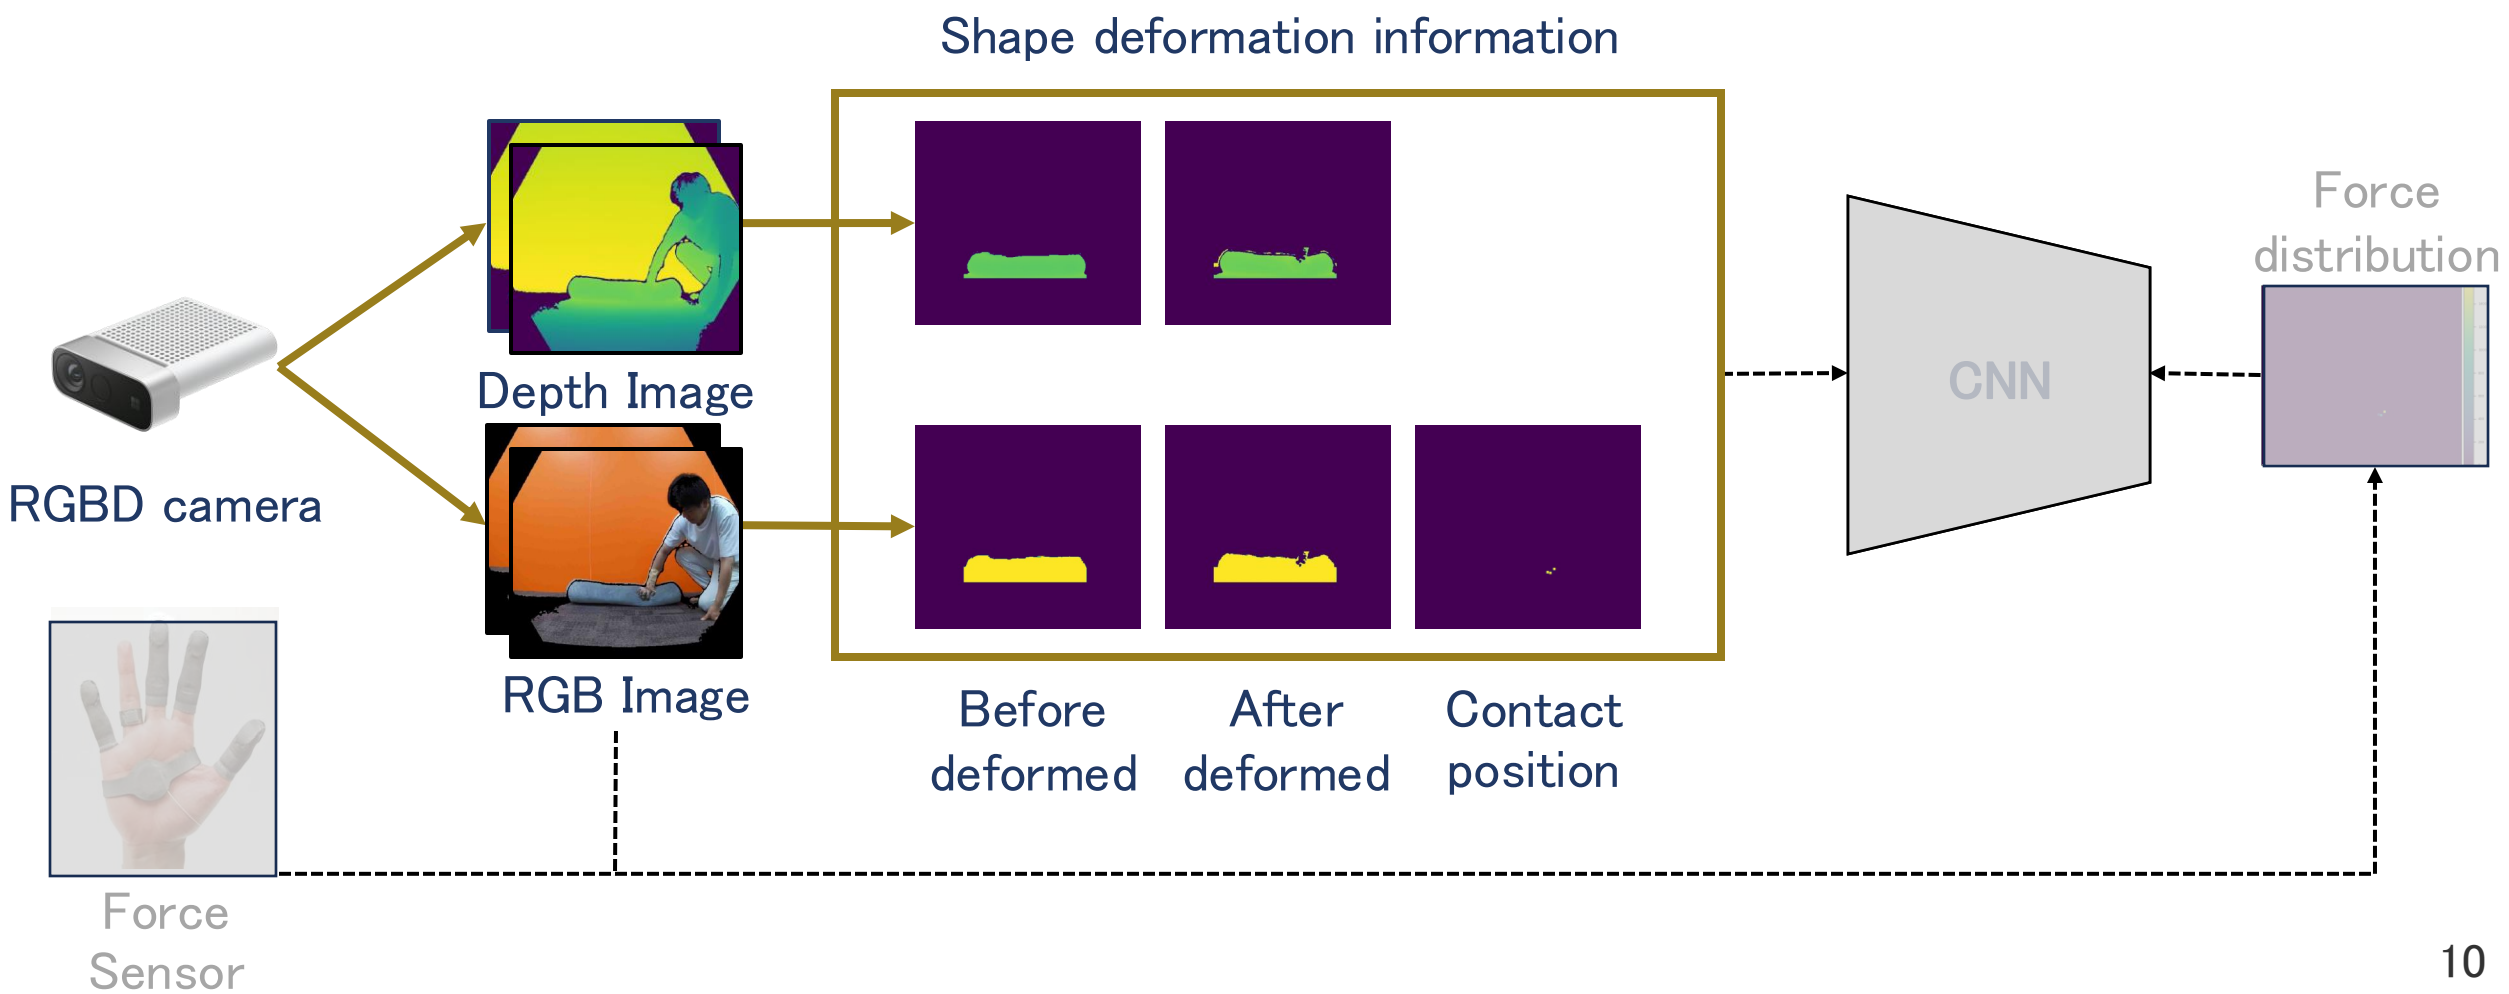 Shape deformation information
Depth Image
RGBD camera
RGB Image
Before
deformed
After
deformed
Contact
position
CNN
Force
distribution
Force
Sensor
10